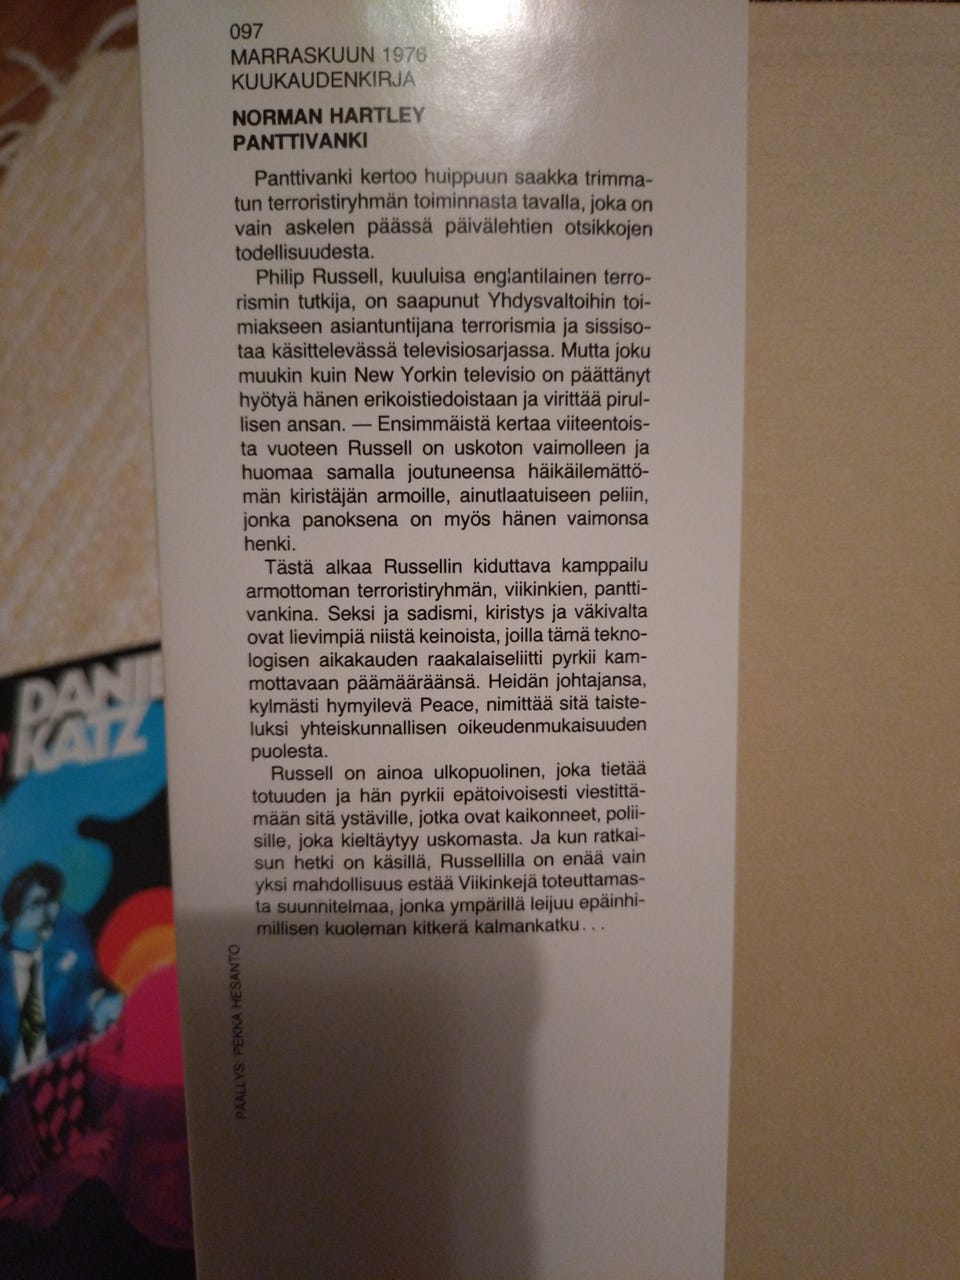 097
MARRASKUUN 1976
KUUKAUDENKIRJA
NORMAN HARTLEY
PANTTIVANKI
Panttivanki kertoo huippuun saakka trimma-
tun terroristiryhmän toiminnasta tavalla, joka on
vain askelen päässä päivälehtien otsikkojen
todellisuudesta.
Philip Russell, kuuluisa englantilainen terro-
rismin tutkija, on saapunut Yhdysvaltoihin toi-
miakseen asiantuntijana terrorismia ja sissiso-
taa käsittelevässä televisiosarjassa. Mutta joku
muukin kuin New Yorkin televisio on päättänyt
hyötyä hänen erikoistiedoistaan ja virittää pirul-
lisen ansan. — Ensimmäistä kertaa viiteentois-
ta vuoteen Russell on uskoton vaimolleen ja
huomaa samalla joutuneensa häikäilemättö-
män kiristäjän armoille, ainutlaatuiseen peliin,
jonka panoksena on myös hänen vaimonsa
henki.
Tästä alkaa Russellin kiduttava kamppailu
armottoman terroristiryhmän, viikinkien, pantti-
vankina. Seksi ja sadismi, kiristys ja väkivalta
ovat lievimpiä niistä keinoista, joilla tämä tekno-
logisen aikakauden raakalaiseliitti pyrkii kam-
mottavaan päämääräänsä. Heidän johtajansa,
kylmästi hymyilevä Peace, nimittää sitä taiste-
luksi yhteiskunnallisen oikeudenmukaisuuden
puolesta.
Russell on ainoa ulkopuolinen, joka tietää
totuuden ja hän pyrkii epätoivoisesti viestittä-
mään sitä ystäville, jotka ovat kaikonneet, polii-
sille, joka kieltäytyy uskomasta. Ja kun ratkai-
sun hetki on käsillä, Russellilla on enää vain
yksi mahdollisuus estää Viikinkejä toteuttamas-
ta suunnitelmaa, jonka ympärillä leijuu epäinhi-
millisen kuoleman kitkerä kalmankatku...
PÄÄLLYS: PEKKA HESANTO
DANI
KATZ